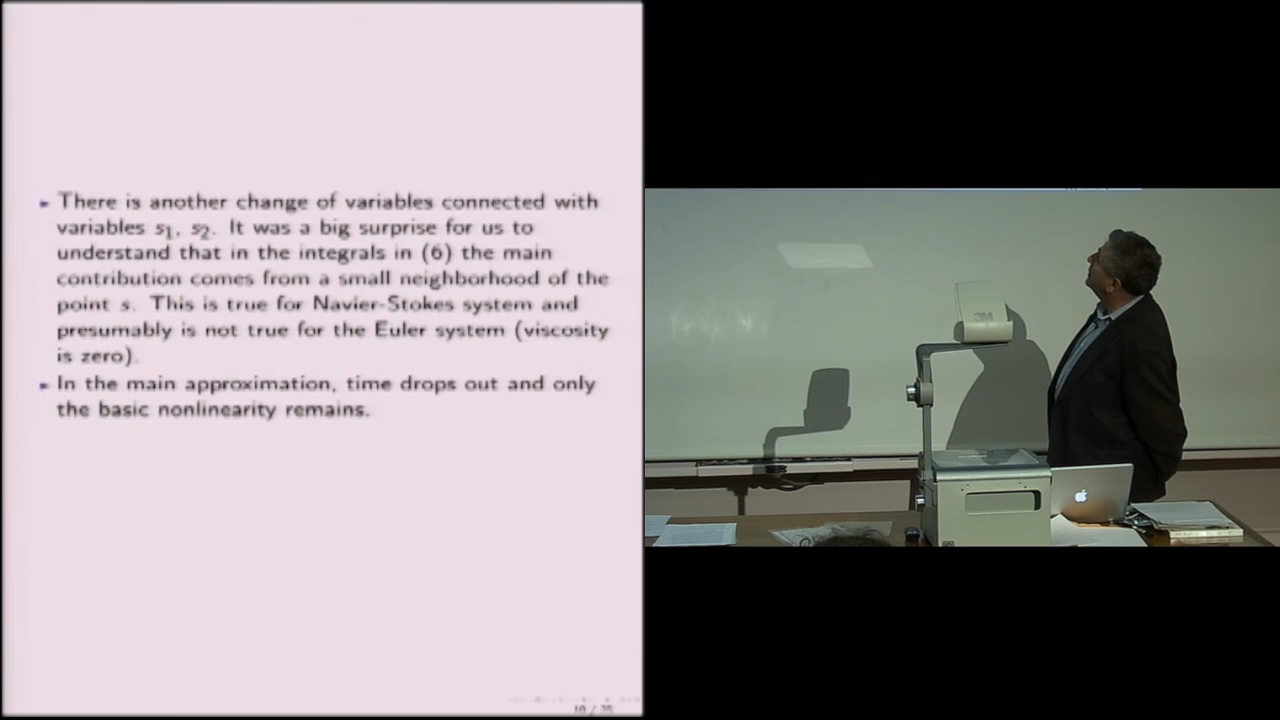 There is another change of variables connected with
variables s₁, s₂. It was a big surprise for us to
understand that in the integrals in (6) the main
contribution comes from a small neighborhood of the
point s. This is true for Navier-Stokes system and
presumably is not true for the Euler system (viscosity
is zero).
In the main approximation, time drops out and only
the basic nonlinearity remains.
3M